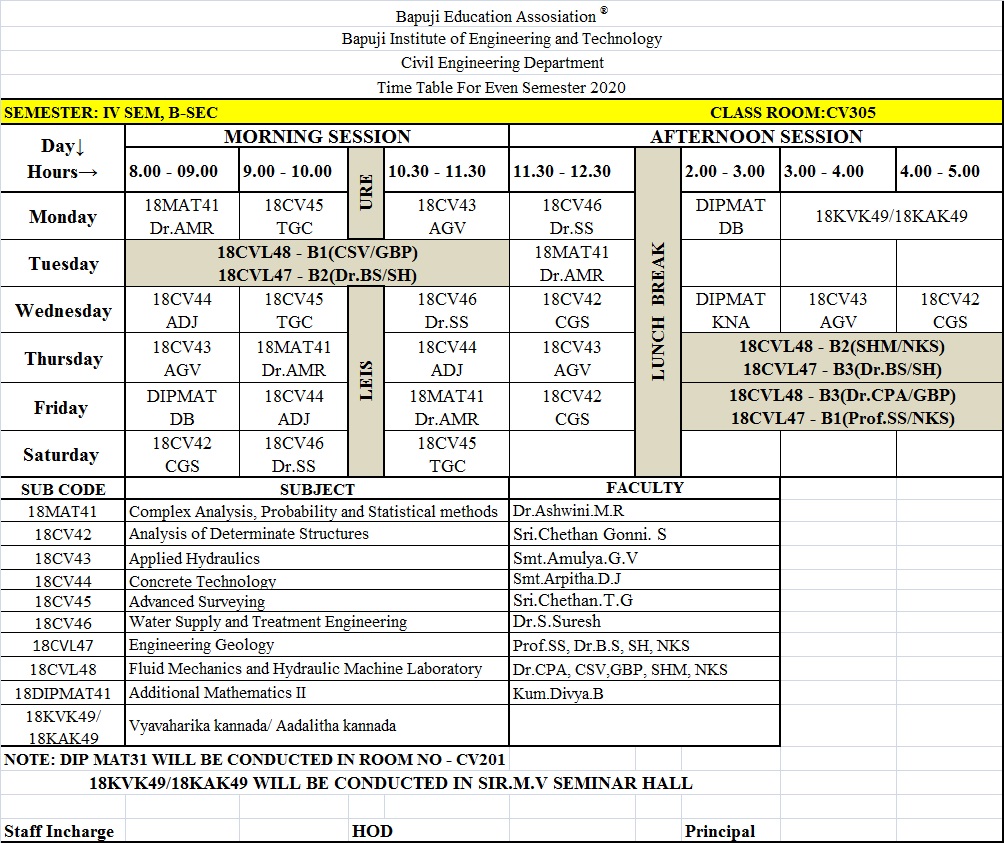 Bapuji Education Assosiation ®
Bapuji Institute of Engineering and Technology
Civil Engineering Department
Time Table For Even Semester 2020
SEMESTER: IV SEM, B-SEC CLASS ROOM:CV305
Day↓ Hours→ MORNING SESSION AFTERNOON SESSION
8.00 - 09.00 9.00 - 10.00 URE 10.30 - 11.30 11.30 - 12.30 LUNCH BREAK 2.00 - 3.00 3.00 - 4.00 4.00 - 5.00
Monday
18MAT41 18CV45 18CV43 18CV46 DIPMAT 18KVK49/18KAK49
Dr.AMR TGC AGV Dr.SS DB
Tuesday
18CVL48 - B1(CSV/GBP) 18MAT41
18CVL47 - B2(Dr.BS/SH) Dr.AMR
Wednesday
18CV44 18CV45 LEIS 18CV46 18CV42 DIPMAT 18CV43 18CV42
ADJ TGC Dr.SS CGS KNA AGV CGS
Thursday
18CV43 18MAT41 18CV44 18CV43 18CVL48 - B2(SHM/NKS)
AGV Dr.AMR ADJ AGV 18CVL47 - B3(Dr.BS/SH)
Friday
DIPMAT 18CV44 18MAT41 18CV42 18CVL48 - B3(Dr.CPA/GBP)
DB ADJ Dr.AMR CGS 18CVL47 - B1(Prof.SS/NKS)
Saturday
18CV42 18CV46 18CV45
CGS Dr.SS TGC
SUB CODE SUBJECT FACULTY
18MAT41 Complex Analysis, Probability and Statistical methods Dr.Ashwini.M.R
18CV42 Analysis of Determinate Structures Sri.Chethan Gonni. S
18CV43 Applied Hydraulics Smt.Amulya.G.V
18CV44 Concrete Technology Smt.Arpitha.D.J
18CV45 Advanced Surveying Sri.Chethan.T.G
18CV46 Water Supply and Treatment Engineering Dr.S.Suresh
18CVL47 Engineering Geology Prof.SS, Dr.B.S, SH, NKS
18CVL48 Fluid Mechanics and Hydraulic Machine Laboratory Dr.CPA, CSV,GBP, SHM, NKS
18DIPMAT41 Additional Mathematics II Kum.Divya.B
18KVK49/
18KAK49 Vyavaharika kannada/ Aadalitha kannada
NOTE: DIP MAT31 WILL BE CONDUCTED IN ROOM NO - CV201
18KVK49/18KAK49 WILL BE CONDUCTED IN SIR.M.V SEMINAR HALL
Staff Incharge HOD Principal